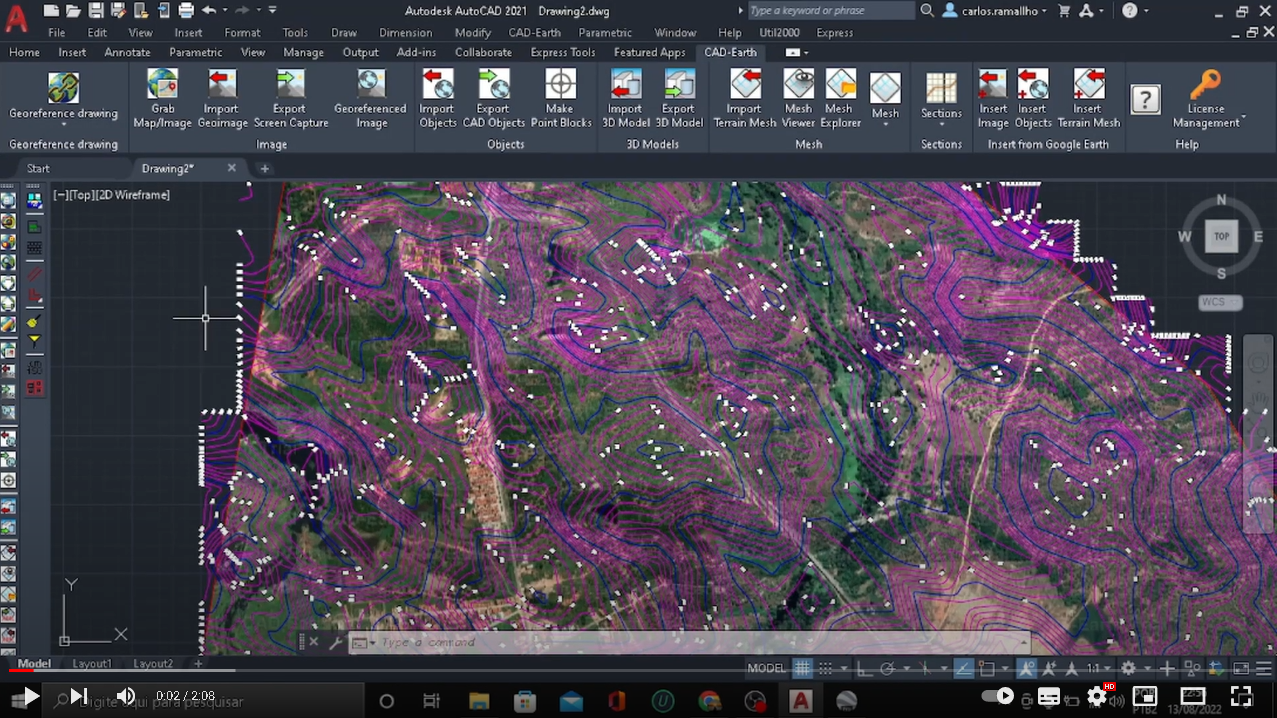 Autodesk AutoCAD 2021 Drawing2.dwg
Type a keyword or phrase
carlos.ramallho
File Edit View Insert Format Tools Draw Dimension Modify CAD-Earth Parametric Window Help Util2000 Express
Home Insert Annotate Parametric View Manage Output Add-ins Collaborate Express Tools Featured Apps CAD-Earth
Georeference drawing
Grab Map/Image
Import Geoimage
Export Screen Capture
Georeferenced Image
Import Objects
Export CAD Objects
Make Point Blocks
Import 3D Model
Export 3D Model
Import Terrain Mesh
Mesh Viewer
Mesh Explorer
Mesh
Sections
Insert Image
Insert Objects
Insert Terrain Mesh
License Management
Georeference drawing Image Objects 3D Models Mesh Sections Insert from Google Earth Help
Start Drawing2*
[−][Top][2D Wireframe]
N
W TOP E
S
WCS
Y
X
Type a command
Model Layout1 Layout2 +
MODEL 1:1
0:02 / 2:08
Digite aqui para pesquisar
HD
PTB2 13/08/2022